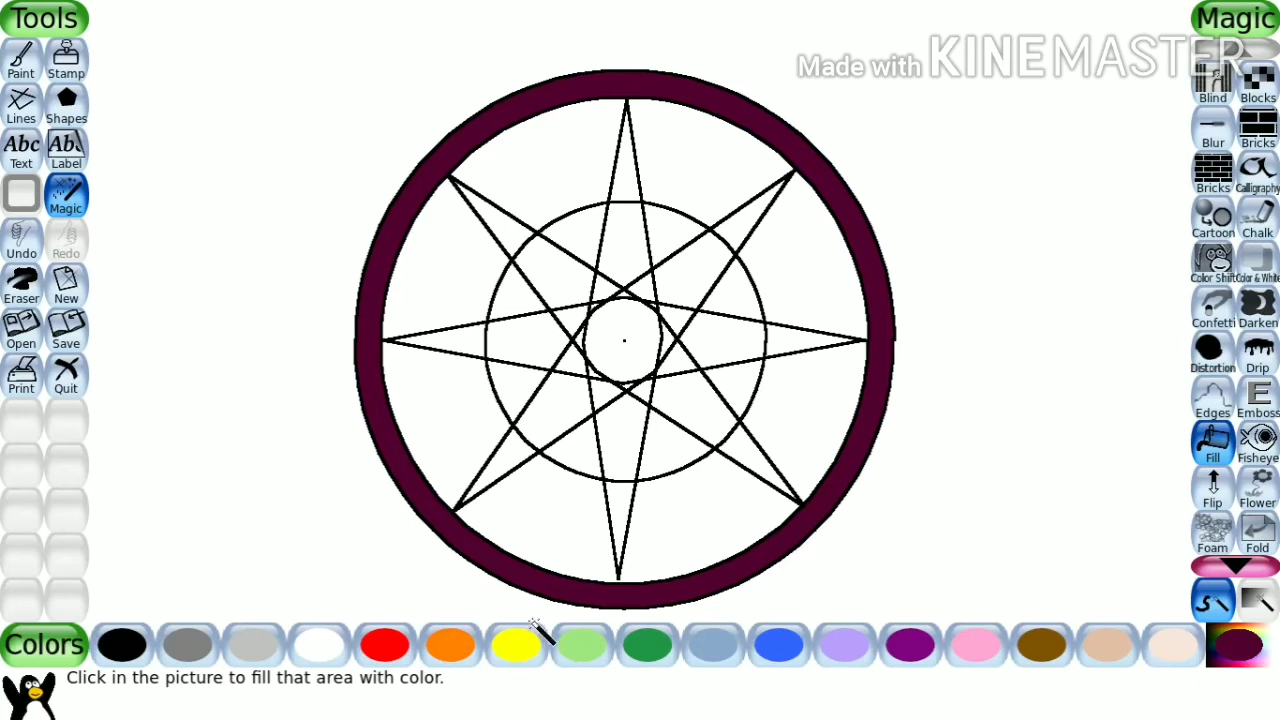 Tools
Magic
Made with KINEMASTER
Paint
Stamp
Blind
Blocks
Lines
Shapes
Blur
Bricks
Abc
Abc
Text
Label
Bricks
Calligraphy
Magic
Cartoon
Chalk
Undo
Redo
Color Shift
Color & White
Eraser
New
Confetti
Darken
Open
Save
Distortion
Drip
Print
Quit
Edges
E
Emboss
Fill
Fisheye
Flip
Flower
Foam
Fold
Colors
Click in the picture to fill that area with color.